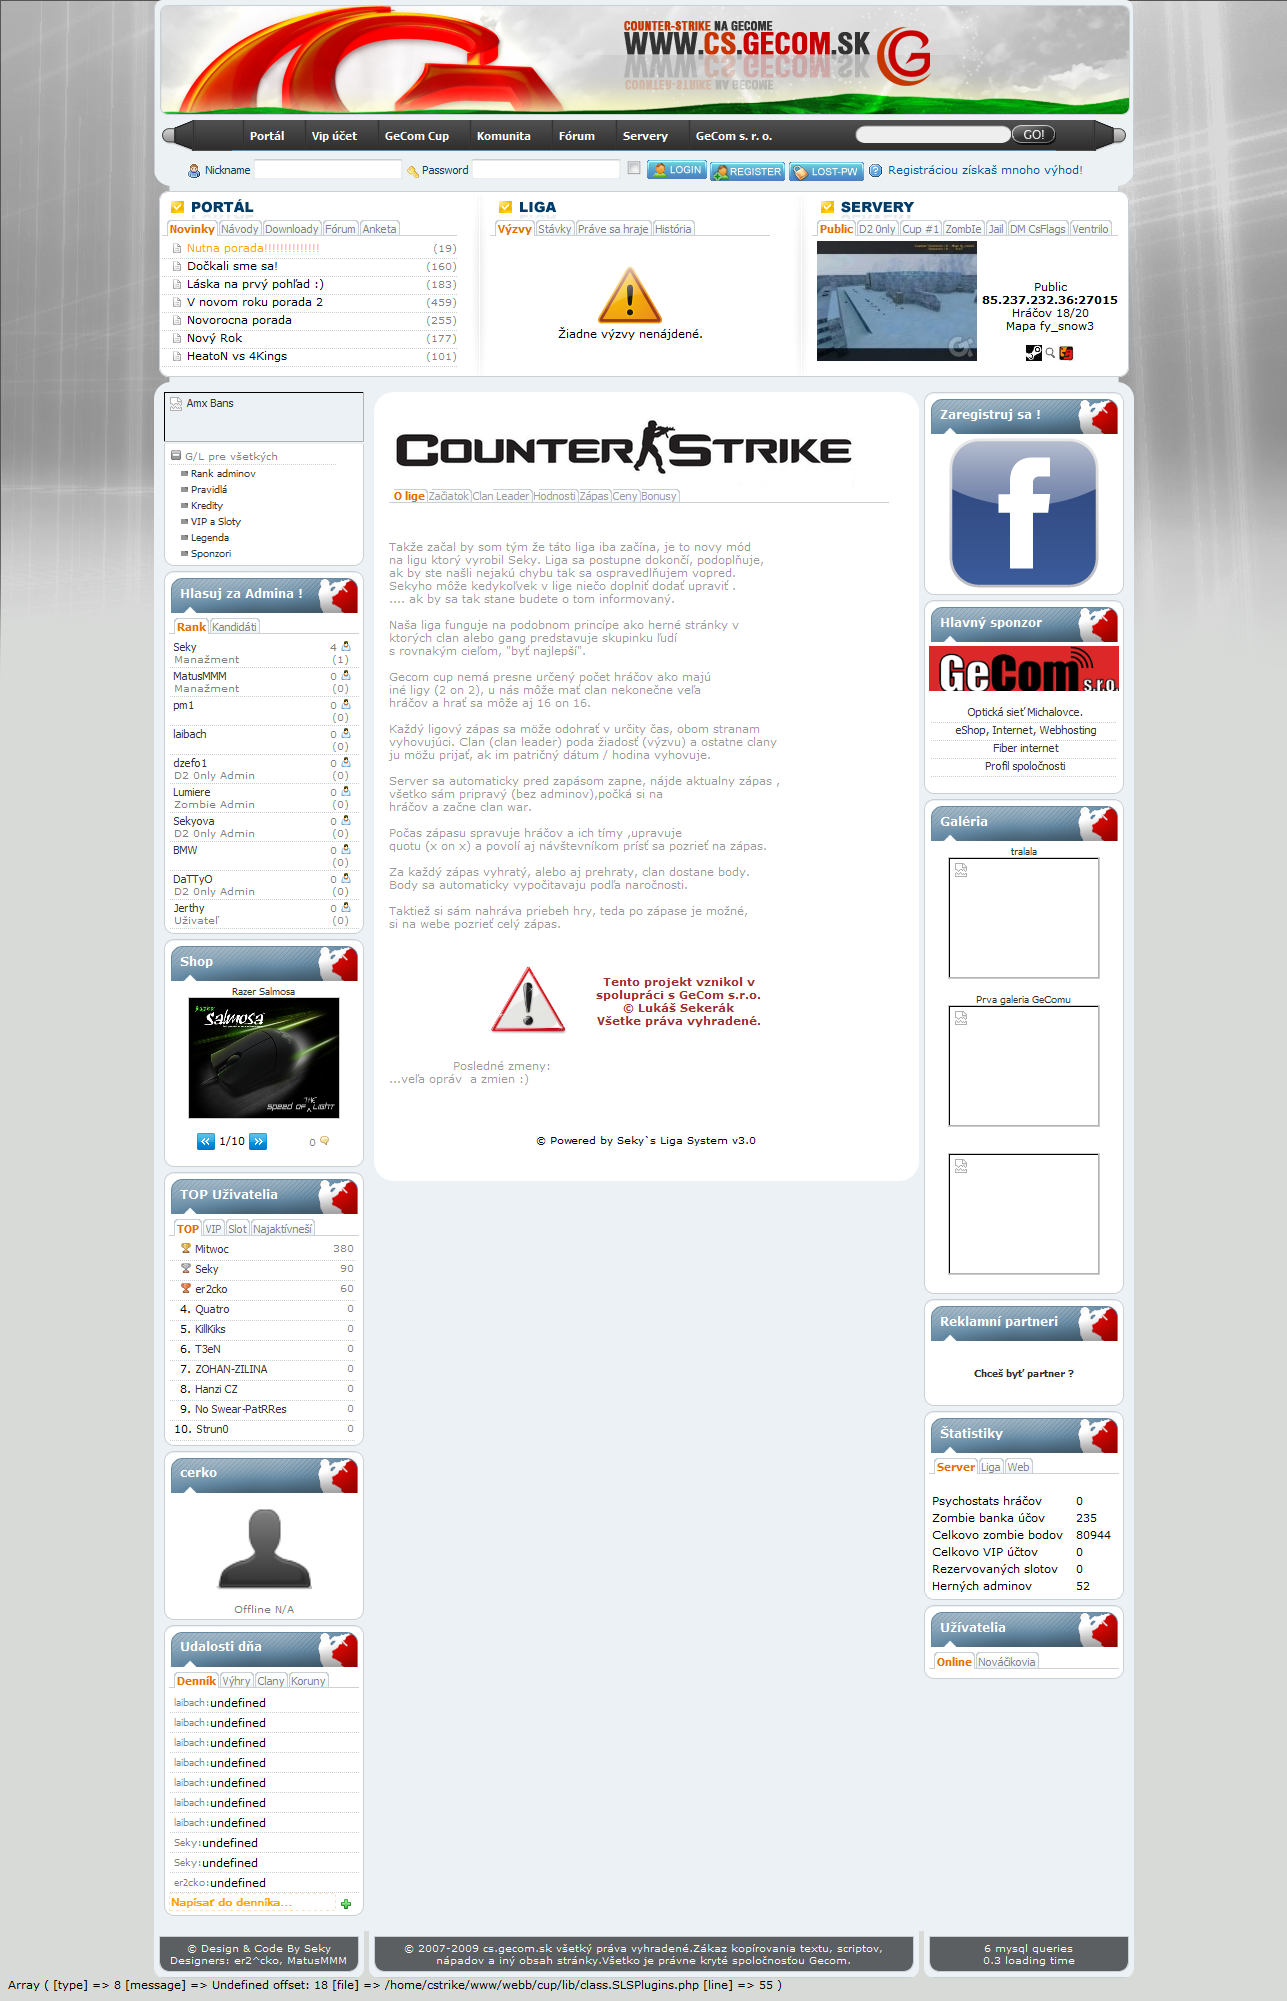 COUNTER-STRIKE NA GECOME
WWW.CS.GECOM.SK
Portál Vip účet GeCom Cup Komunita Fórum Servery GeCom s. r. o. GO!
Nickname Password LOGIN REGISTER LOST-PW Registráciou získaš mnoho výhod!
PORTÁL
Novinky Návody Downloady Fórum Anketa
Nutna porada!!!!!!!!!!!!!! (19)
Dočkali sme sa! (160)
Láska na prvý pohľad :) (183)
V novom roku porada 2 (459)
Novorocna porada (255)
Nový Rok (177)
HeatoN vs 4Kings (101)
LIGA
Výzvy Stávky Práve sa hraje História
Žiadne výzvy nenájdené.
SERVERY
Public D2 0nly Cup #1 ZombIe Jail DM CsFlags Ventrilo
Public
85.237.232.36:27015
Hráčov 18/20
Mapa fy_snow3
Amx Bans
G/L pre všetkých
Rank adminov
Pravidlá
Kredity
VIP a Sloty
Legenda
Sponzori
Hlasuj za Admina !
Rank Kandidáti
Seky 4
Manažment (1)
MatusMMM 0
Manažment (0)
pm1 0
(0)
laibach 0
(0)
dzefo1 0
D2 0nly Admin (0)
Lumiere 0
Zombie Admin (0)
Sekyova 0
D2 0nly Admin (0)
BMW 0
(0)
DaTTyO 0
D2 0nly Admin (0)
Jerthy 0
Uživateľ (0)
Shop
Razer Salmosa
Razer
Salmosa
speed of THE light
1/10 0
TOP Uživatelia
TOP VIP Slot Najaktívneší
Mitwoc 380
Seky 90
er2cko 60
4. Quatro 0
5. KillKiks 0
6. T3eN 0
7. ZOHAN-ZILINA 0
8. Hanzi CZ 0
9. No Swear-PatRRes 0
10. Strun0 0
cerko
Offline N/A
Udalosti dňa
Denník Výhry Clany Koruny
laibach:undefined
laibach:undefined
laibach:undefined
laibach:undefined
laibach:undefined
laibach:undefined
laibach:undefined
Seky:undefined
Seky:undefined
er2cko:undefined
Napísať do denníka...
COUNTER STRIKE
O lige Začiatok Clan Leader Hodnosti Zápas Ceny Bonusy
Takže začal by som tým že táto liga iba začína, je to novy mód
na ligu ktorý vyrobil Seky. Liga sa postupne dokončí, podoplňuje,
ak by ste našli nejakú chybu tak sa ospravedlňujem vopred.
Sekyho môže kedykoľvek v lige niečo doplniť dodať upraviť .
.... ak by sa tak stane budete o tom informovaný.
Naša liga funguje na podobnom princípe ako herné stránky v
ktorých clan alebo gang predstavuje skupinku ľudí
s rovnakým cieľom, "byť najlepší".
Gecom cup nemá presne určený počet hráčov ako majú
iné ligy (2 on 2), u nás môže mať clan nekonečne veľa
hráčov a hrať sa môže aj 16 on 16.
Každý ligový zápas sa môže odohrať v určity čas, obom stranam
vyhovujúci. Clan (clan leader) poda žiadosť (výzvu) a ostatne clany
ju môžu prijať, ak im patričný dátum / hodina vyhovuje.
Server sa automaticky pred zapásom zapne, nájde aktualny zápas ,
všetko sám pripravý (bez adminov),počká si na
hráčov a začne clan war.
Počas zápasu spravuje hráčov a ich tímy ,upravuje
quotu (x on x) a povolí aj návštevníkom prísť sa pozrieť na zápas.
Za každý zápas vyhratý, alebo aj prehraty, clan dostane body.
Body sa automaticky vypočitavaju podľa naročnosti.
Taktiež si sám nahráva priebeh hry, teda po zápase je možné,
si na webe pozrieť celý zápas.
Tento projekt vznikol v
spolupráci s GeCom s.r.o.
© Lukáš Sekerák
Všetke práva vyhradené.
Posledné zmeny:
...veľa opráv a zmien :)
© Powered by Seky`s Liga System v3.0
Zaregistruj sa !
f
Hlavný sponzor
GeCom s.r.o.
Optická sieť Michalovce.
eShop, Internet, Webhosting
Fiber internet
Profil spoločnosti
Galéria
tralala
Prva galeria GeComu
Reklamní partneri
Chceš byť partner ?
Štatistiky
Server Liga Web
Psychostats hráčov 0
Zombie banka účov 235
Celkovo zombie bodov 80944
Celkovo VIP účtov 0
Rezervovaných slotov 0
Herných adminov 52
Užívatelia
Online Nováčikovia
© Design & Code By Seky
Designers: er2^cko, MatusMMM
© 2007-2009 cs.gecom.sk všetký práva vyhradené.Zákaz kopírovania textu, scriptov,
nápadov a iný obsah stránky.Všetko je právne kryté spoločnosťou Gecom.
6 mysql queries
0.3 loading time
Array ( [type] => 8 [message] => Undefined offset: 18 [file] => /home/cstrike/www/webb/cup/lib/class.SLSPlugins.php [line] => 55 )